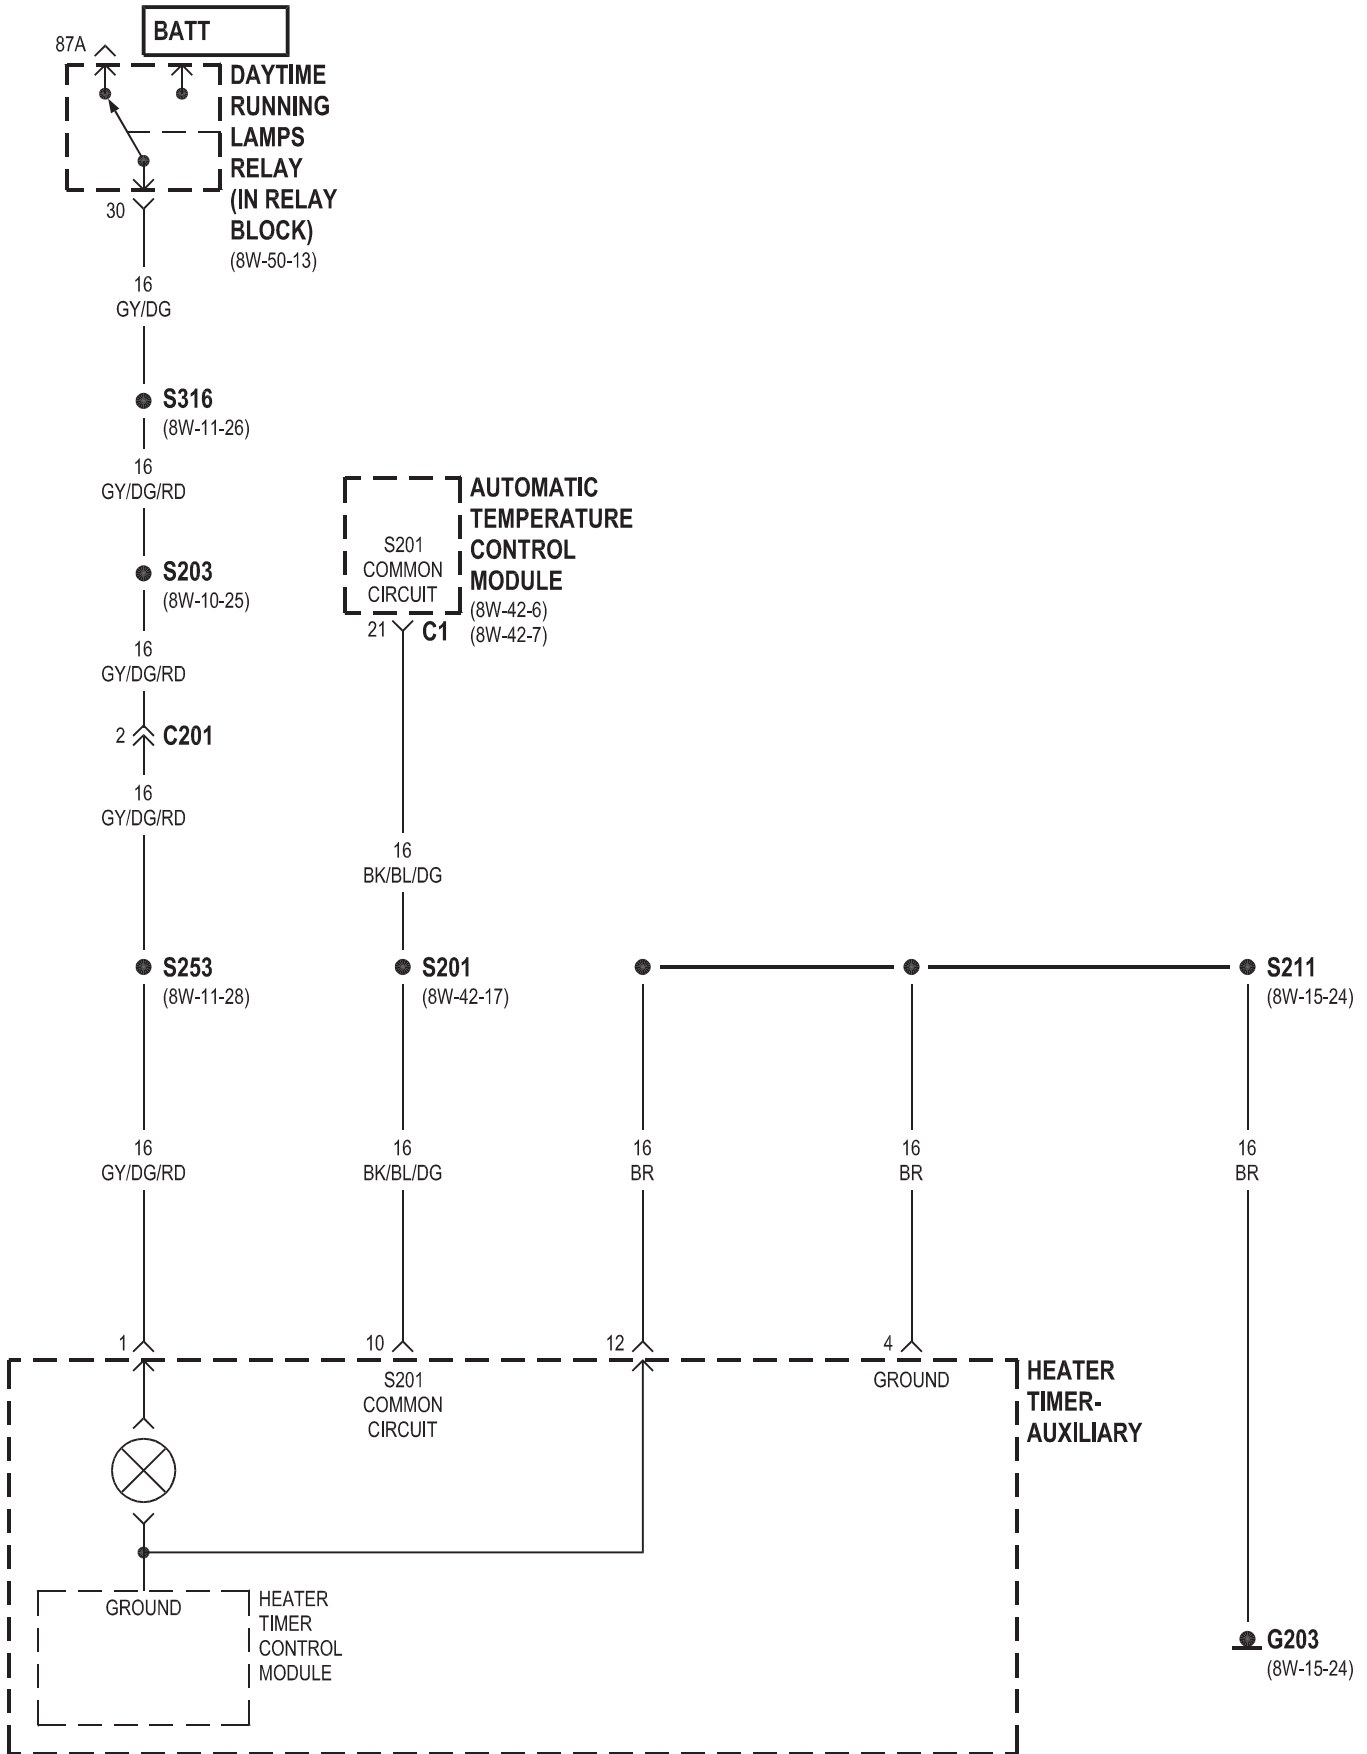 BATT
87A
DAYTIME
RUNNING
LAMPS
RELAY
(IN RELAY
BLOCK)
(8W-50-13)
30
16
GY/DG
S316
(8W-11-26)
16
GY/DG/RD
S203
(8W-10-25)
16
GY/DG/RD
2
C201
16
GY/DG/RD
AUTOMATIC
TEMPERATURE
CONTROL
MODULE
(8W-42-6)
(8W-42-7)
S201
COMMON
CIRCUIT
21
C1
16
BK/BL/DG
S253
(8W-11-28)
S201
(8W-42-17)
S211
(8W-15-24)
16
GY/DG/RD
16
BK/BL/DG
16
BR
16
BR
16
BR
1
10
12
4
S201
COMMON
CIRCUIT
GROUND
HEATER
TIMER-
AUXILIARY
GROUND
HEATER
TIMER
CONTROL
MODULE
G203
(8W-15-24)